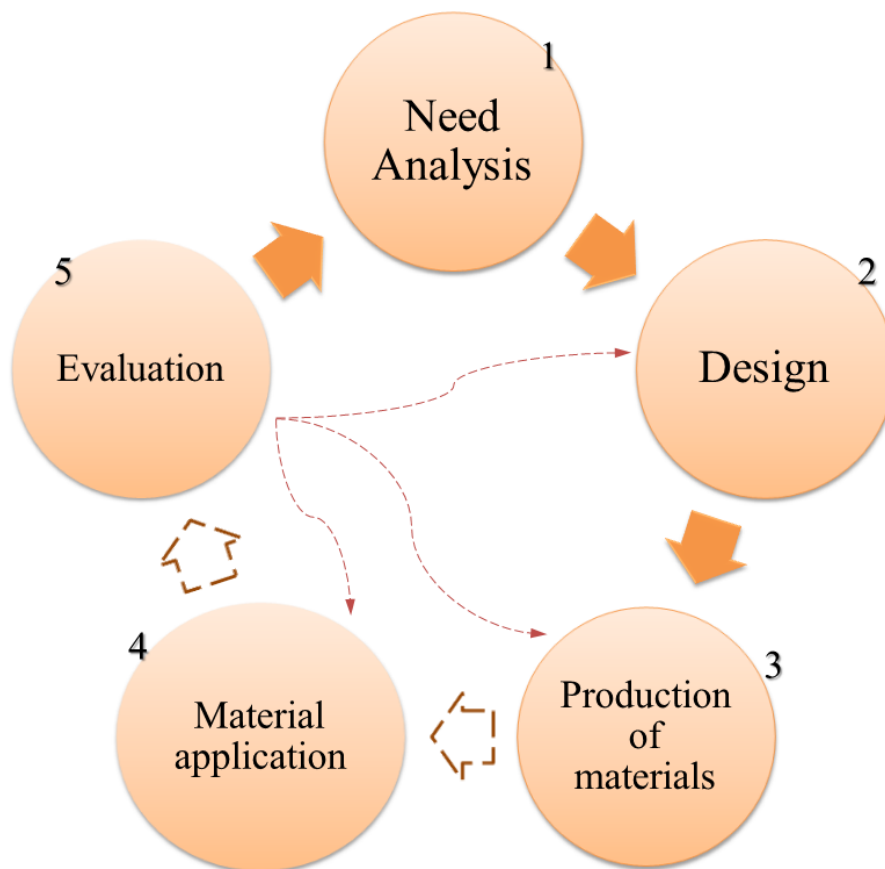 1
Need
Analysis
2
Design
3
Production
of
materials
4
Material
application
5
Evaluation